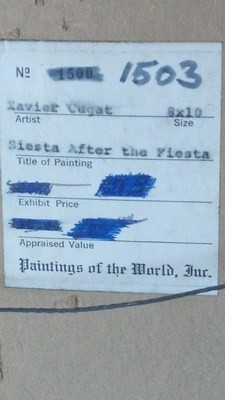 Nº 1500 1503
Xavier Cugat 8x10
Artist Size
Siesta After the Fiesta
Title of Painting
Exhibit Price
Appraised Value
Paintings of the World, Inc.